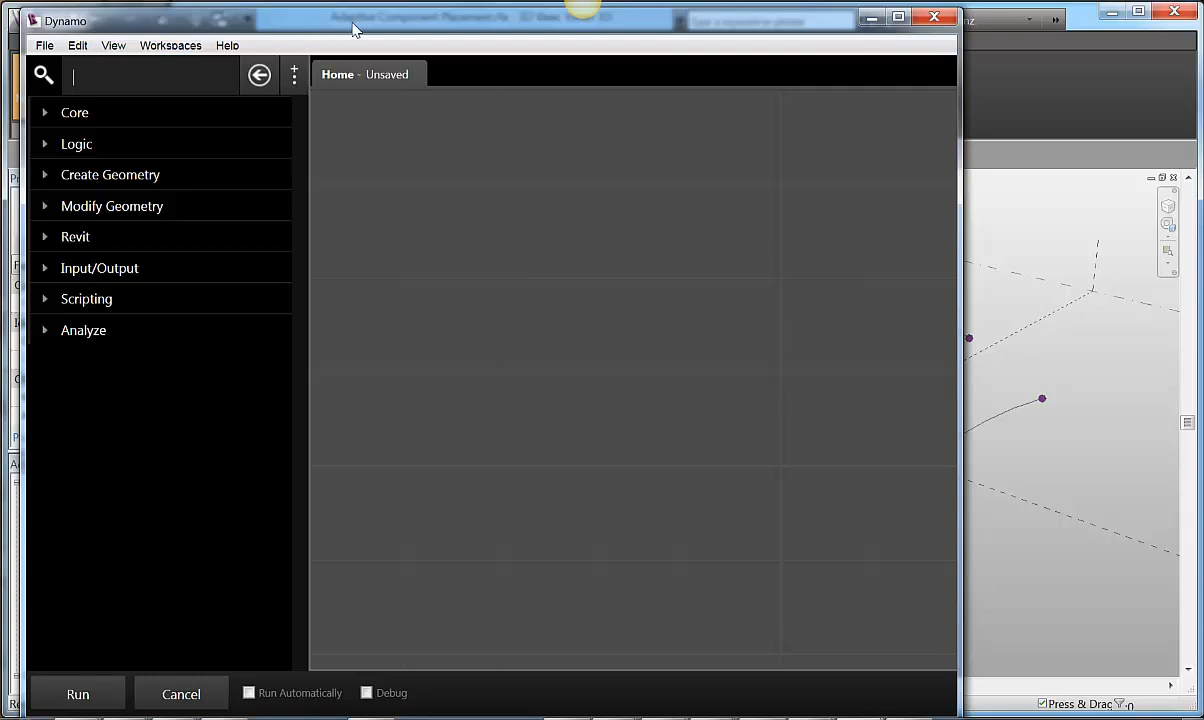 Dynamo
File Edit View Workspaces Help
Home - Unsaved
Core
Logic
Create Geometry
Modify Geometry
Revit
Input/Output
Scripting
Analyze
Run Cancel Run Automatically Debug
Press & Drag